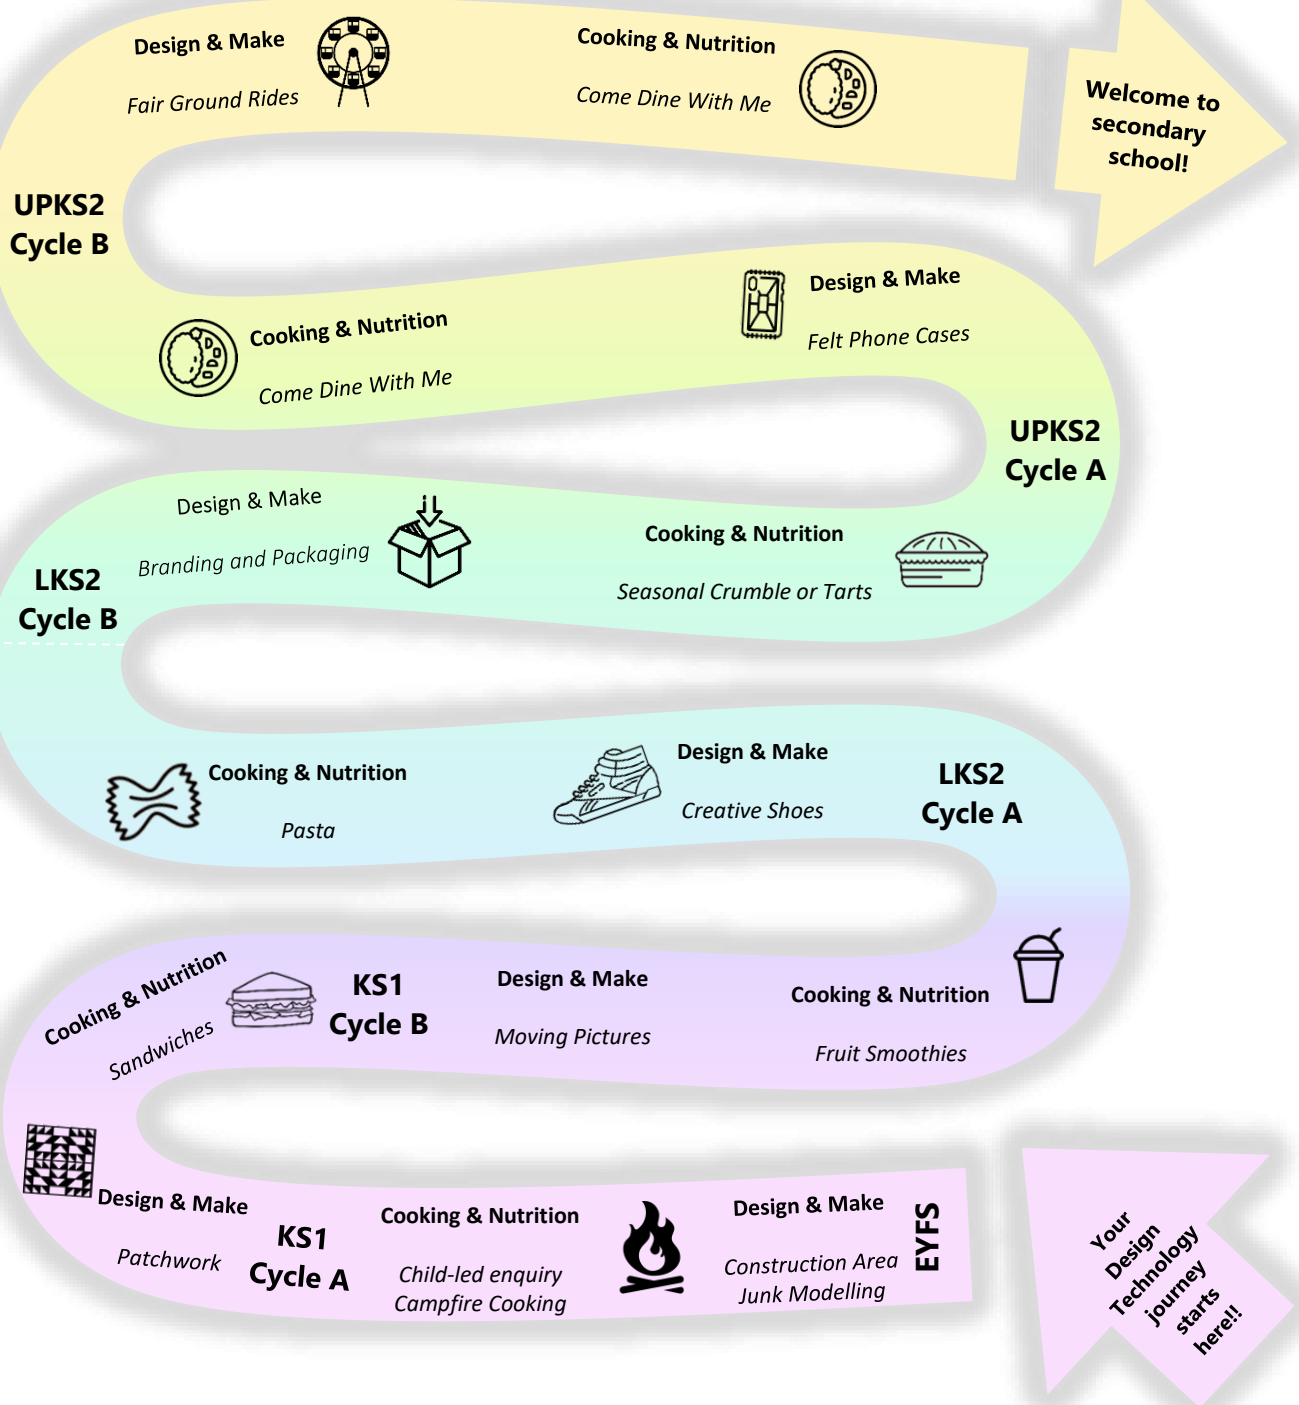 Design & Make
Fair Ground Rides
Cooking & Nutrition
Come Dine With Me
Welcome to
secondary
school!
UPKS2
Cycle B
Cooking & Nutrition
Come Dine With Me
Design & Make
Felt Phone Cases
UPKS2
Cycle A
Design & Make
Branding and Packaging
Cooking & Nutrition
Seasonal Crumble or Tarts
LKS2
Cycle B
Cooking & Nutrition
Pasta
Design & Make
Creative Shoes
LKS2
Cycle A
Cooking & Nutrition
Sandwiches
KS1
Cycle B
Design & Make
Moving Pictures
Cooking & Nutrition
Fruit Smoothies
Design & Make
Patchwork
KS1
Cycle A
Cooking & Nutrition
Child-led enquiry
Campfire Cooking
Design & Make
Construction Area
Junk Modelling
EYFS
Your
Design
Technology
journey
starts
here!!